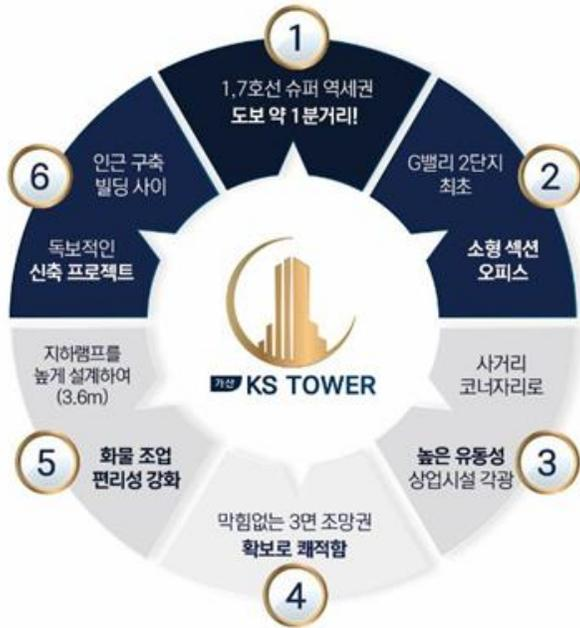 1
1,7호선 슈퍼 역세권
도보 약 1분거리!
2
G밸리 2단지
최초
소형 섹션
오피스
3
사거리
코너자리로
높은 유동성
상업시설 각광
4
막힘없는 3면 조망권
확보로 쾌적함
5
지하램프를
높게 설계하여
(3.6m)
화물 조업
편리성 강화
6
인근 구축
빌딩 사이
독보적인
신축 프로젝트
가산 KS TOWER